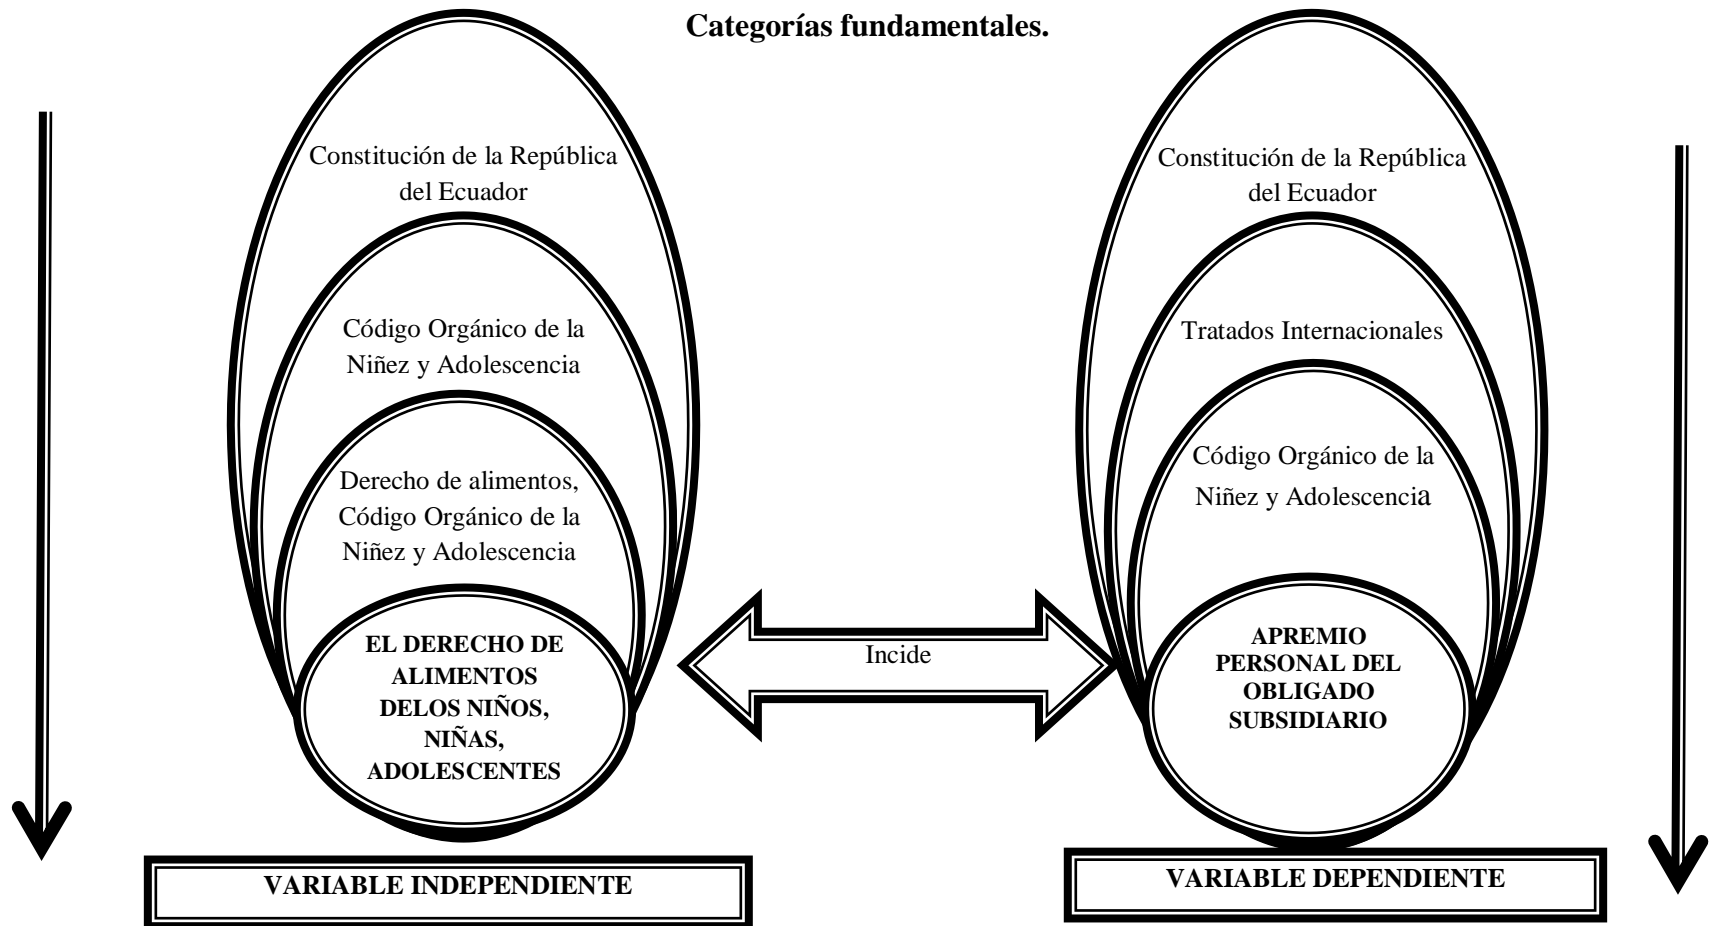 Categorías fundamentales.
Constitución de la República
del Ecuador
Código Orgánico de la
Niñez y Adolescencia
Derecho de alimentos,
Código Orgánico de la
Niñez y Adolescencia
EL DERECHO DE
ALIMENTOS
DELOS NIÑOS,
NIÑAS,
ADOLESCENTES
VARIABLE INDEPENDIENTE
Incide
Constitución de la República
del Ecuador
Tratados Internacionales
Código Orgánico de la
Niñez y Adolescencia
APREMIO
PERSONAL DEL
OBLIGADO
SUBSIDIARIO
VARIABLE DEPENDIENTE